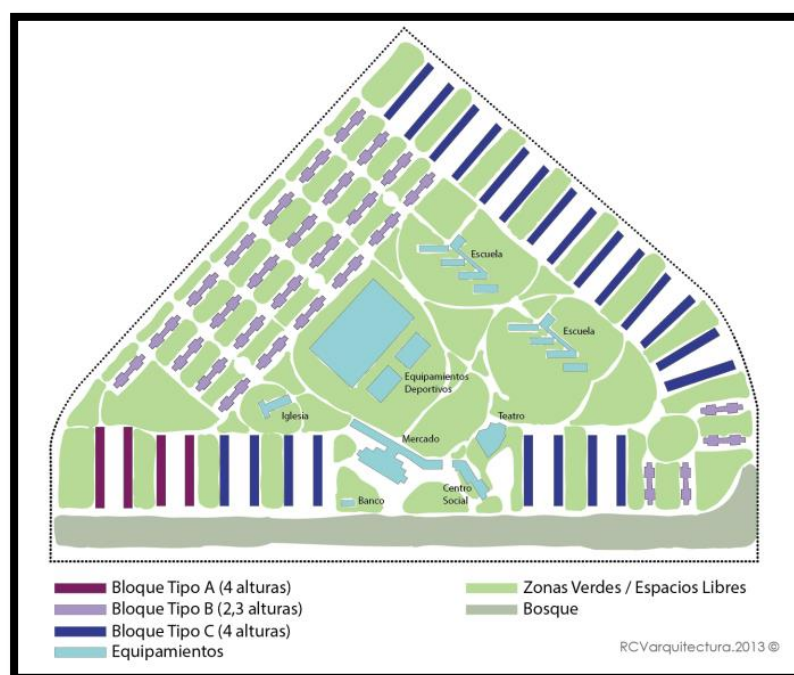 Escuela
Escuela
Equipamientos
Deportivos
Iglesia
Teatro
Mercado
Banco
Centro
Social
Bloque Tipo A (4 alturas)
Bloque Tipo B (2,3 alturas)
Bloque Tipo C (4 alturas)
Equipamientos
Zonas Verdes / Espacios Libres
Bosque
RCVarquitectura.2013 ©